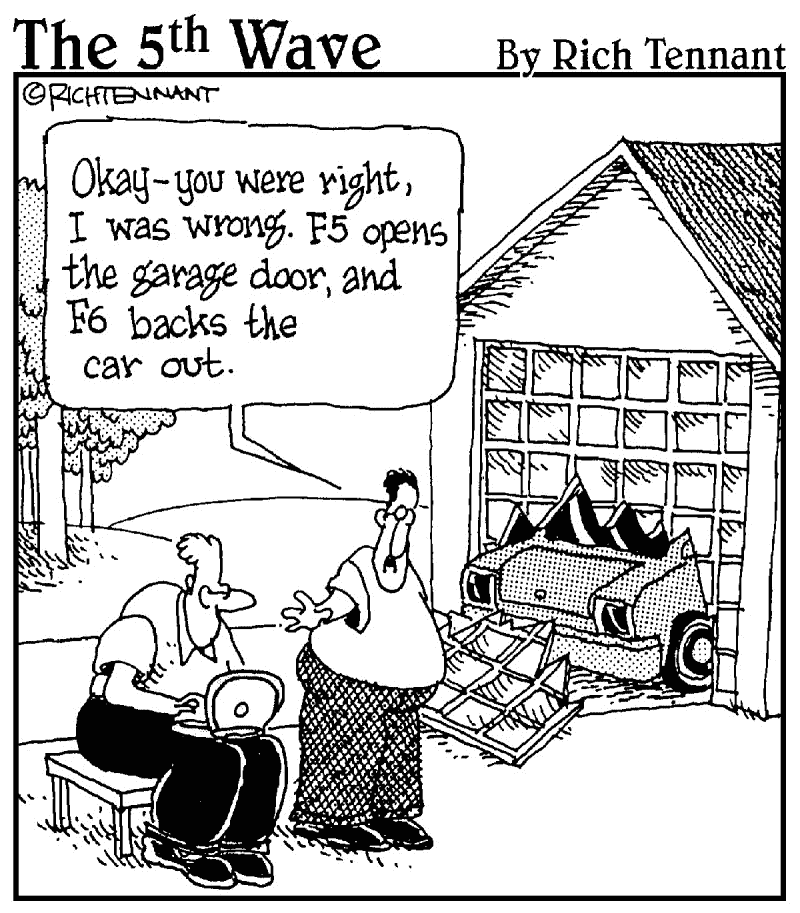 The 5th Wave By Rich Tennant
©RICHTENNANT
Okay-you were right,
I was wrong. F5 opens
the garage door, and
F6 backs the
car out.